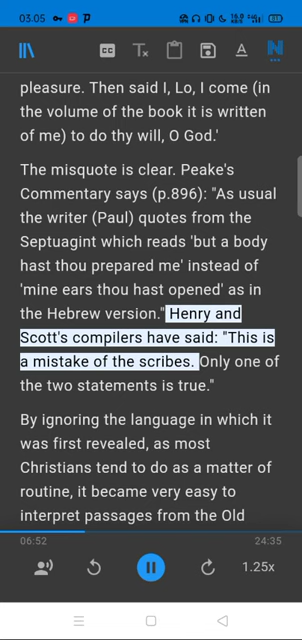 03.05
pleasure. Then said I, Lo, I come (in
the volume of the book it is written
of me) to do thy will, O God.'
The misquote is clear. Peake's
Commentary says (p.896): "As usual
the writer (Paul) quotes from the
Septuagint which reads 'but a body
hast thou prepared me' instead of
'mine ears thou hast opened' as in
the Hebrew version." Henry and
Scott's compilers have said: "This is
a mistake of the scribes. Only one of
the two statements is true."
By ignoring the language in which it
was first revealed, as most
Christians tend to do as a matter of
routine, it became very easy to
interpret passages from the Old
06:52 24:35
1.25x